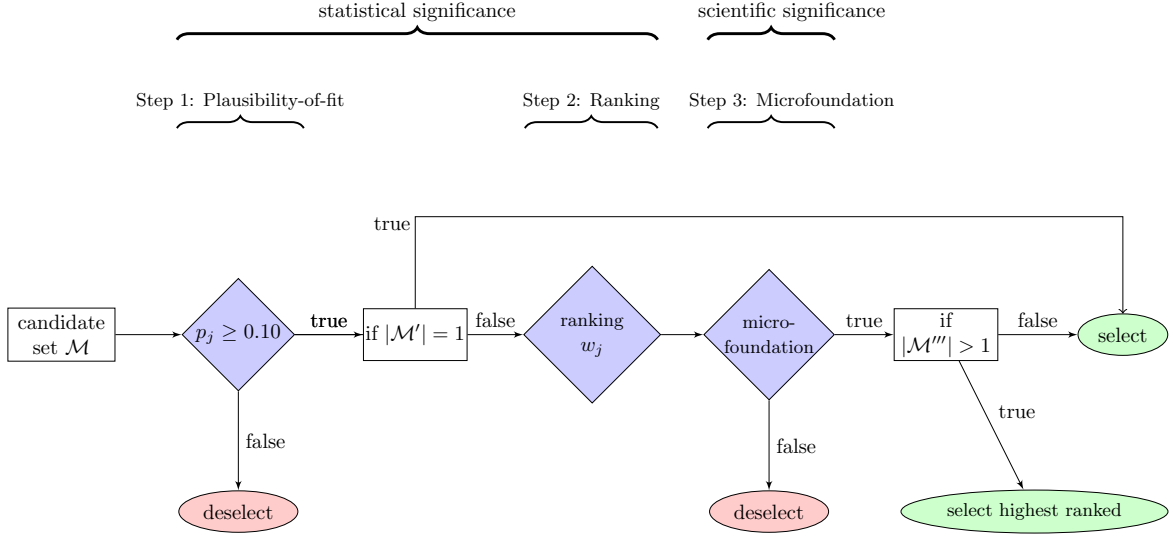 statistical significance
scientific significance
Step 1: Plausibility-of-fit
Step 2: Ranking
Step 3: Microfoundation
true
candidate
set ℳ
p_j ≥ 0.10
true
if |ℳ′| = 1
false
ranking
w_j
micro-
foundation
true
if
|ℳ‴| > 1
false
select
false
false
true
deselect
deselect
select highest ranked